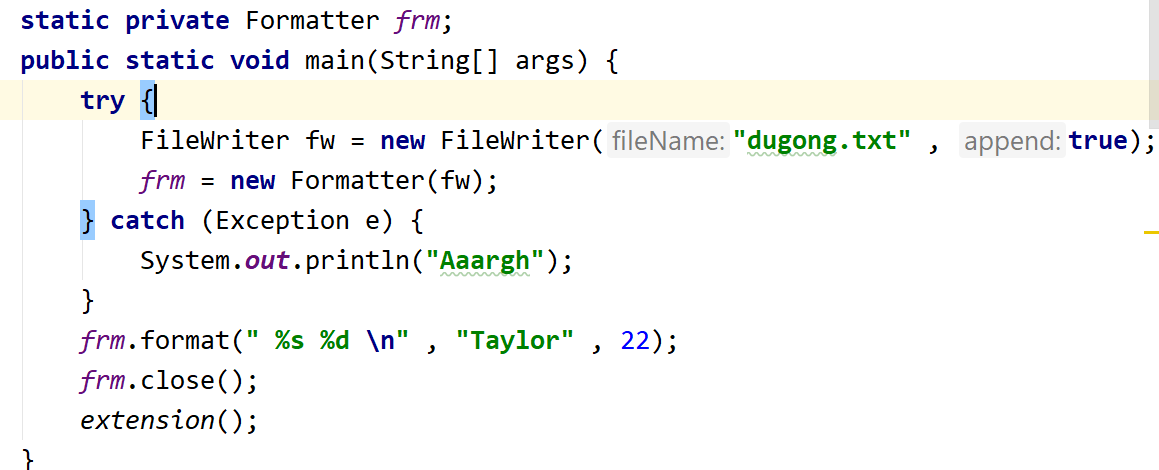 static private Formatter frm;
public static void main(String[] args) {
try {
FileWriter fw = new FileWriter( fileName: "dugong.txt" , append: true);
frm = new Formatter(fw);
} catch (Exception e) {
System.out.println("Aaargh");
}
frm.format(" %s %d \n" , "Taylor" , 22);
frm.close();
extension();
}